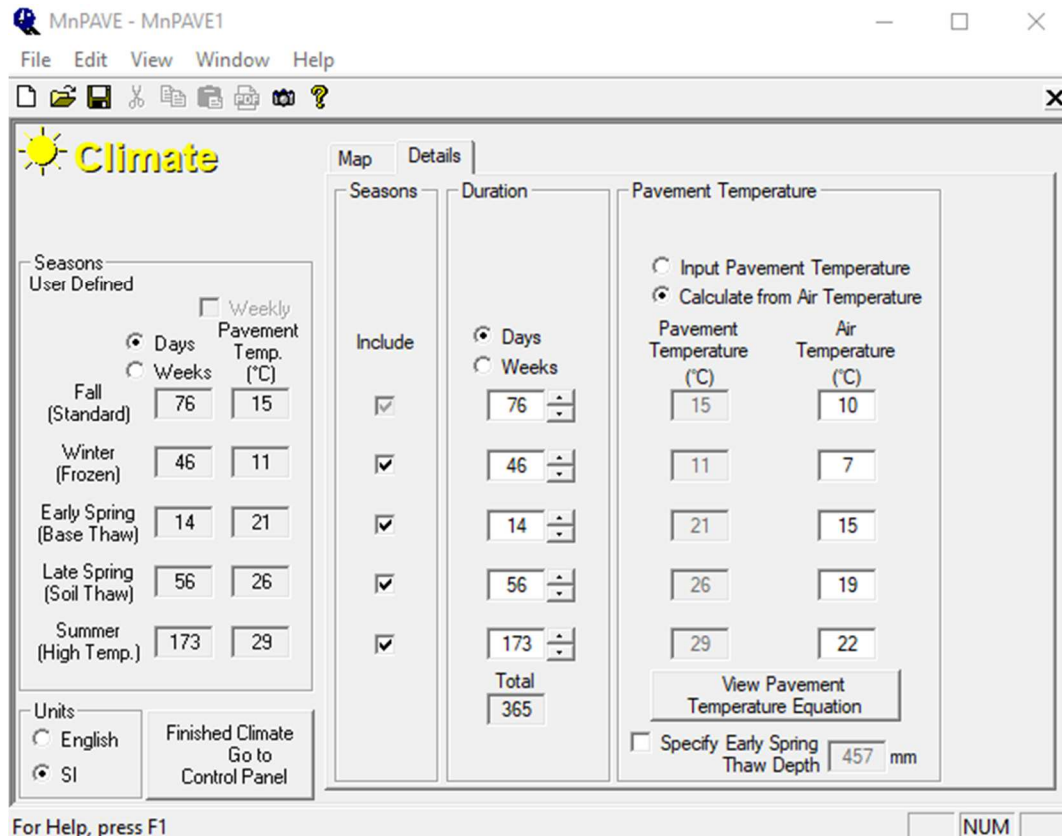 MnPAVE - MnPAVE1
File Edit View Window Help
PDF
Climate
Seasons
User Defined
Weekly
Days
Weeks
Pavement
Temp.
(°C)
Fall
(Standard) 76 15
Winter
(Frozen) 46 11
Early Spring
(Base Thaw) 14 21
Late Spring
(Soil Thaw) 56 26
Summer
(High Temp.) 173 29
Units
English
SI
Finished Climate
Go to
Control Panel
Map Details
Seasons
Include
Duration
Days
Weeks
76
46
14
56
173
Total
365
Pavement Temperature
Input Pavement Temperature
Calculate from Air Temperature
Pavement
Temperature
(°C)
Air
Temperature
(°C)
15 10
11 7
21 15
26 19
29 22
View Pavement
Temperature Equation
Specify Early Spring
Thaw Depth 457 mm
For Help, press F1
NUM